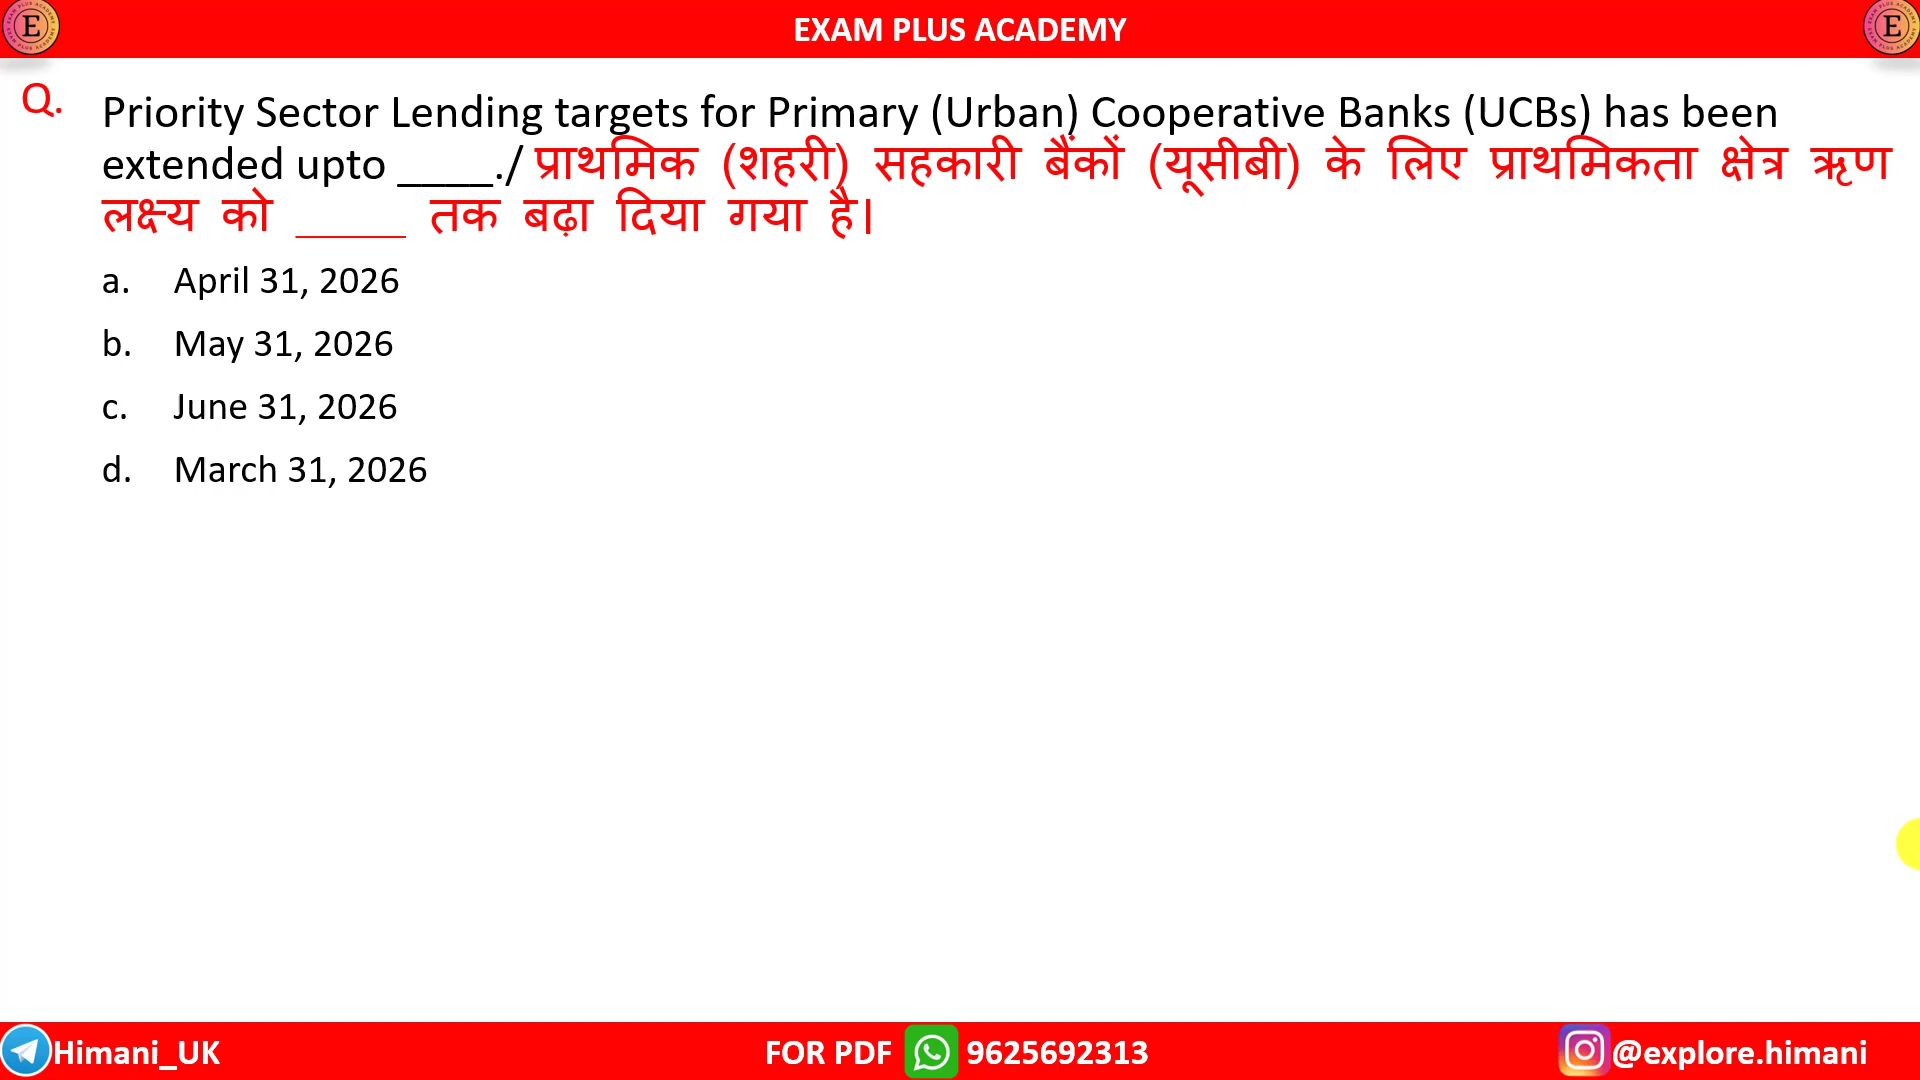 EXAM PLUS ACADEMY
E
E
Q. Priority Sector Lending targets for Primary (Urban) Cooperative Banks (UCBs) has been
extended upto ____./ प्राथमिक (शहरी) सहकारी बैंकों (यूसीबी) के लिए प्राथमिकता क्षेत्र ऋण
लक्ष्य को _____ तक बढ़ा दिया गया है।
a. April 31, 2026
b. May 31, 2026
c. June 31, 2026
d. March 31, 2026
Himani_UK
FOR PDF 9625692313
@explore.himani